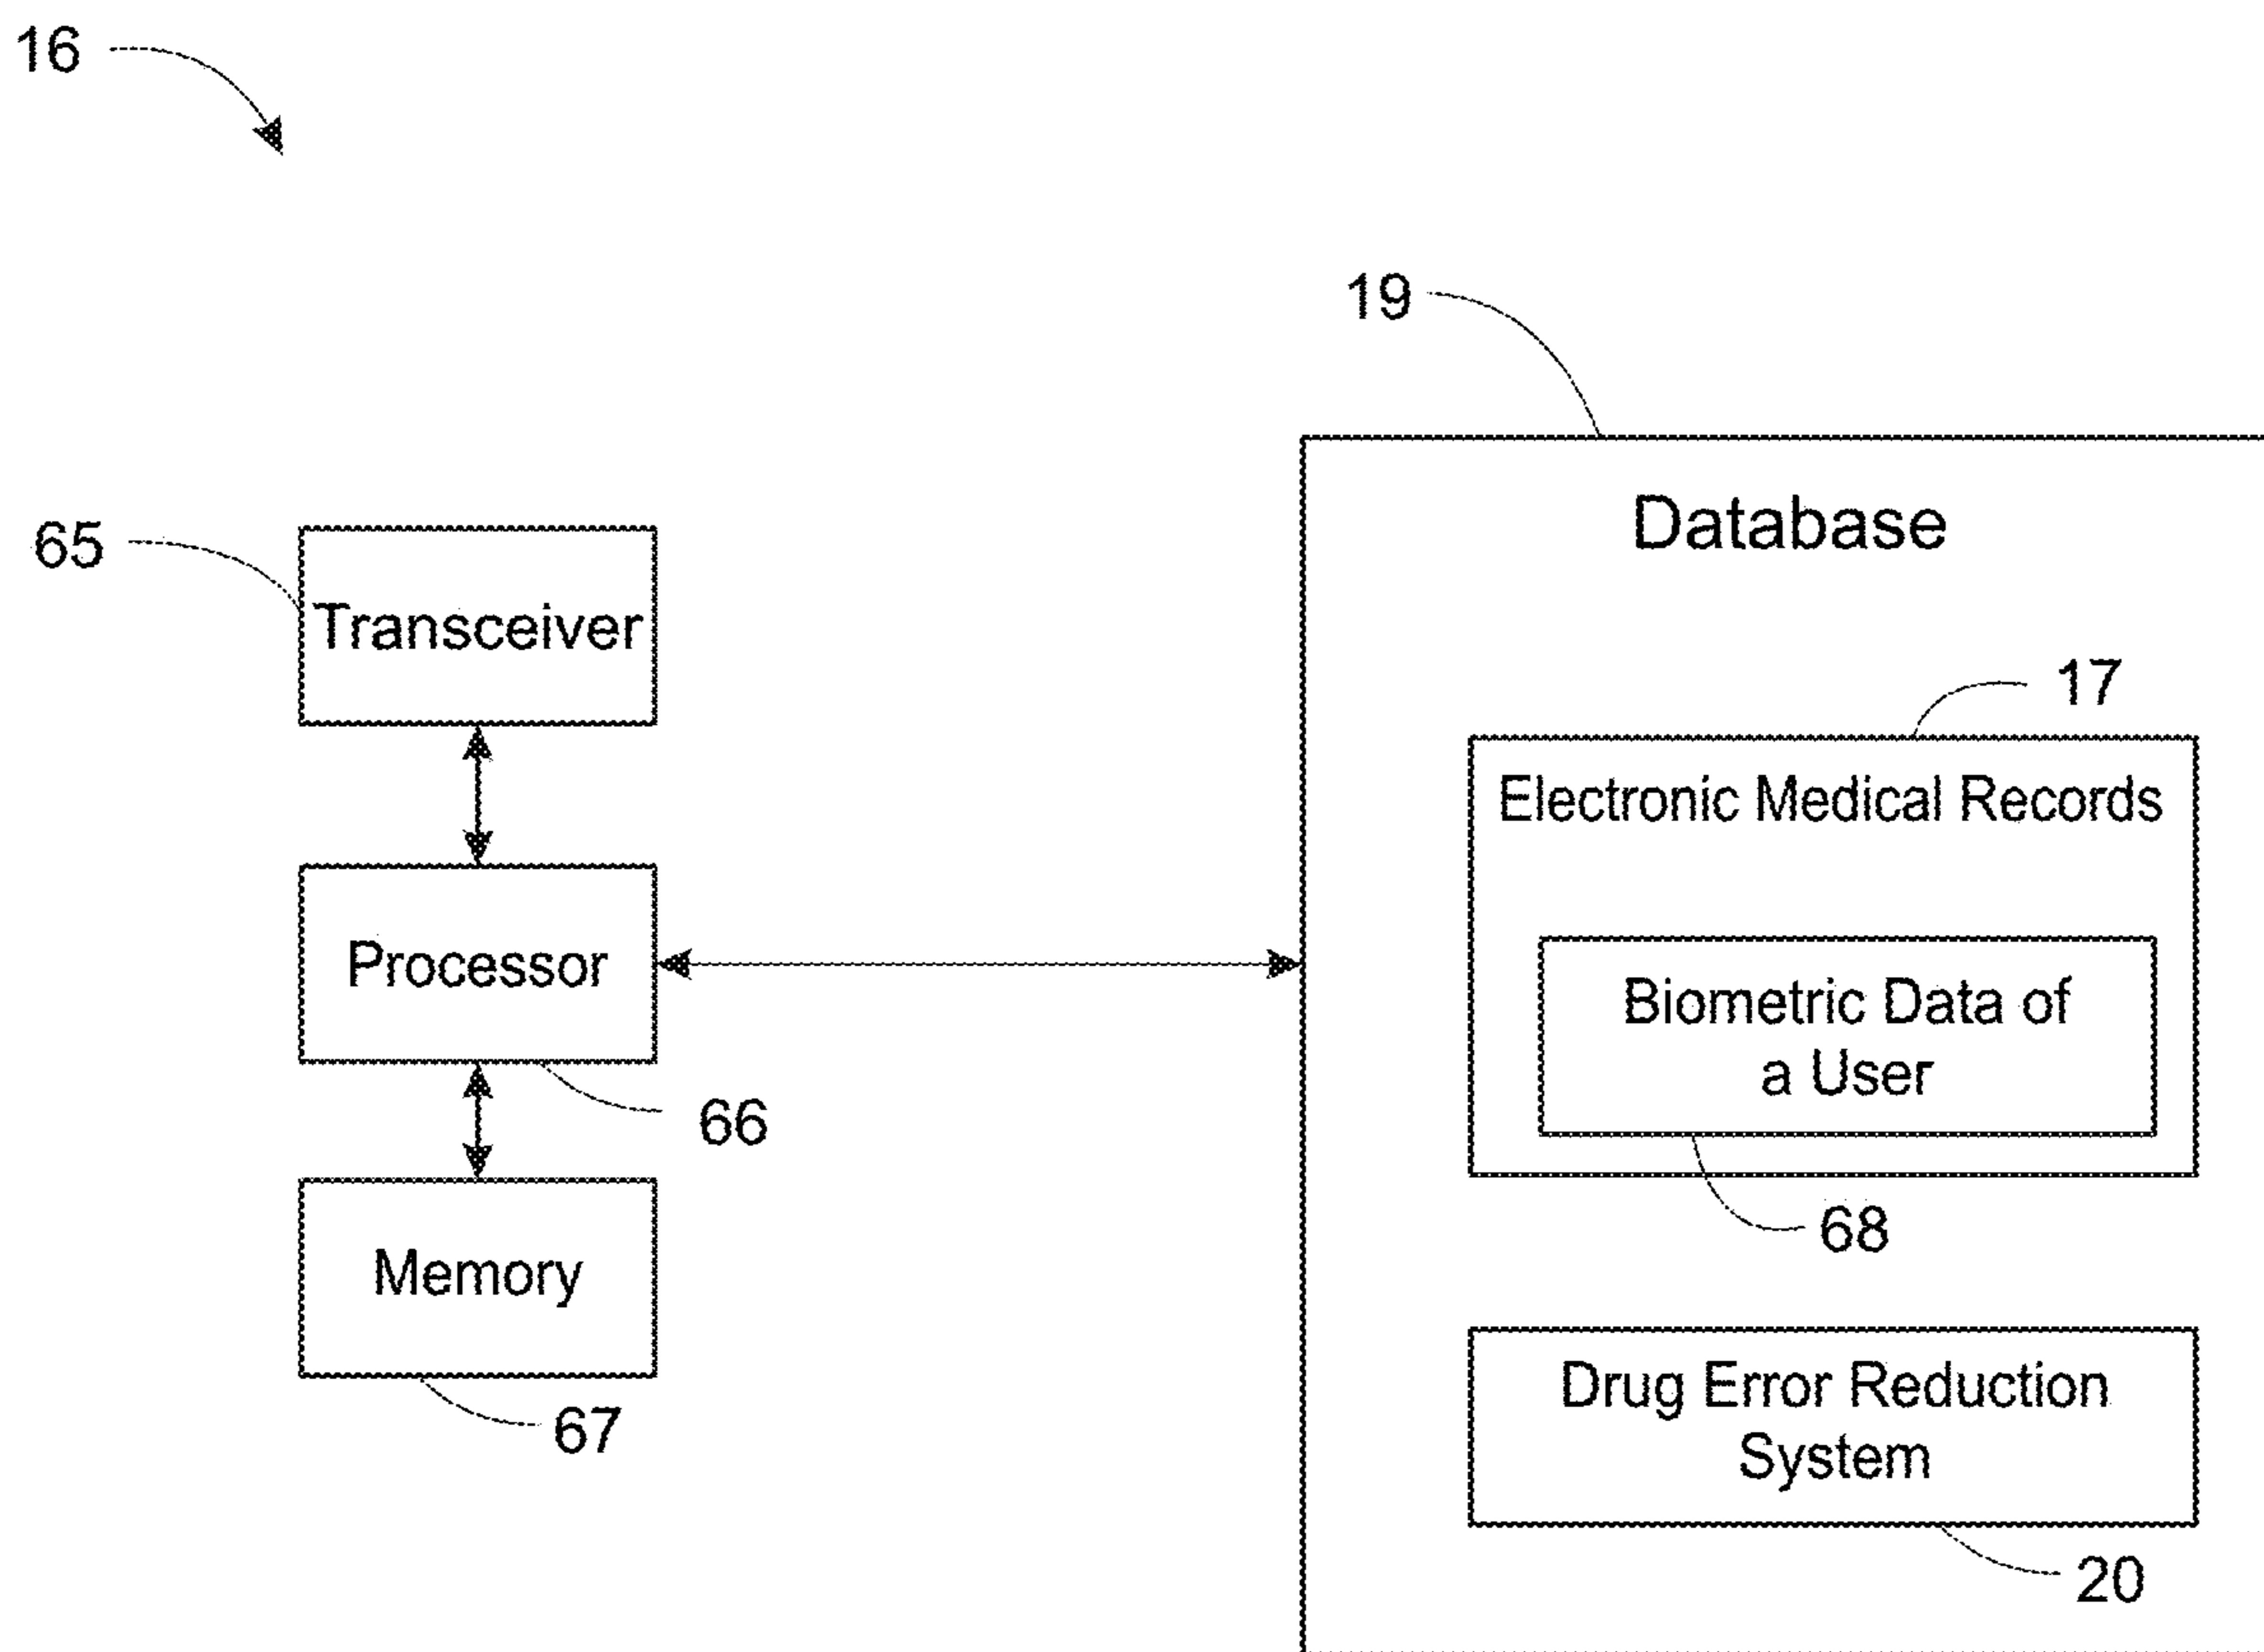 16
19
Database
65
Transceiver
17
Electronic Medical Records
Processor
Biometric Data of
a User
66
68
Memory
67
Drug Error Reduction
System
20